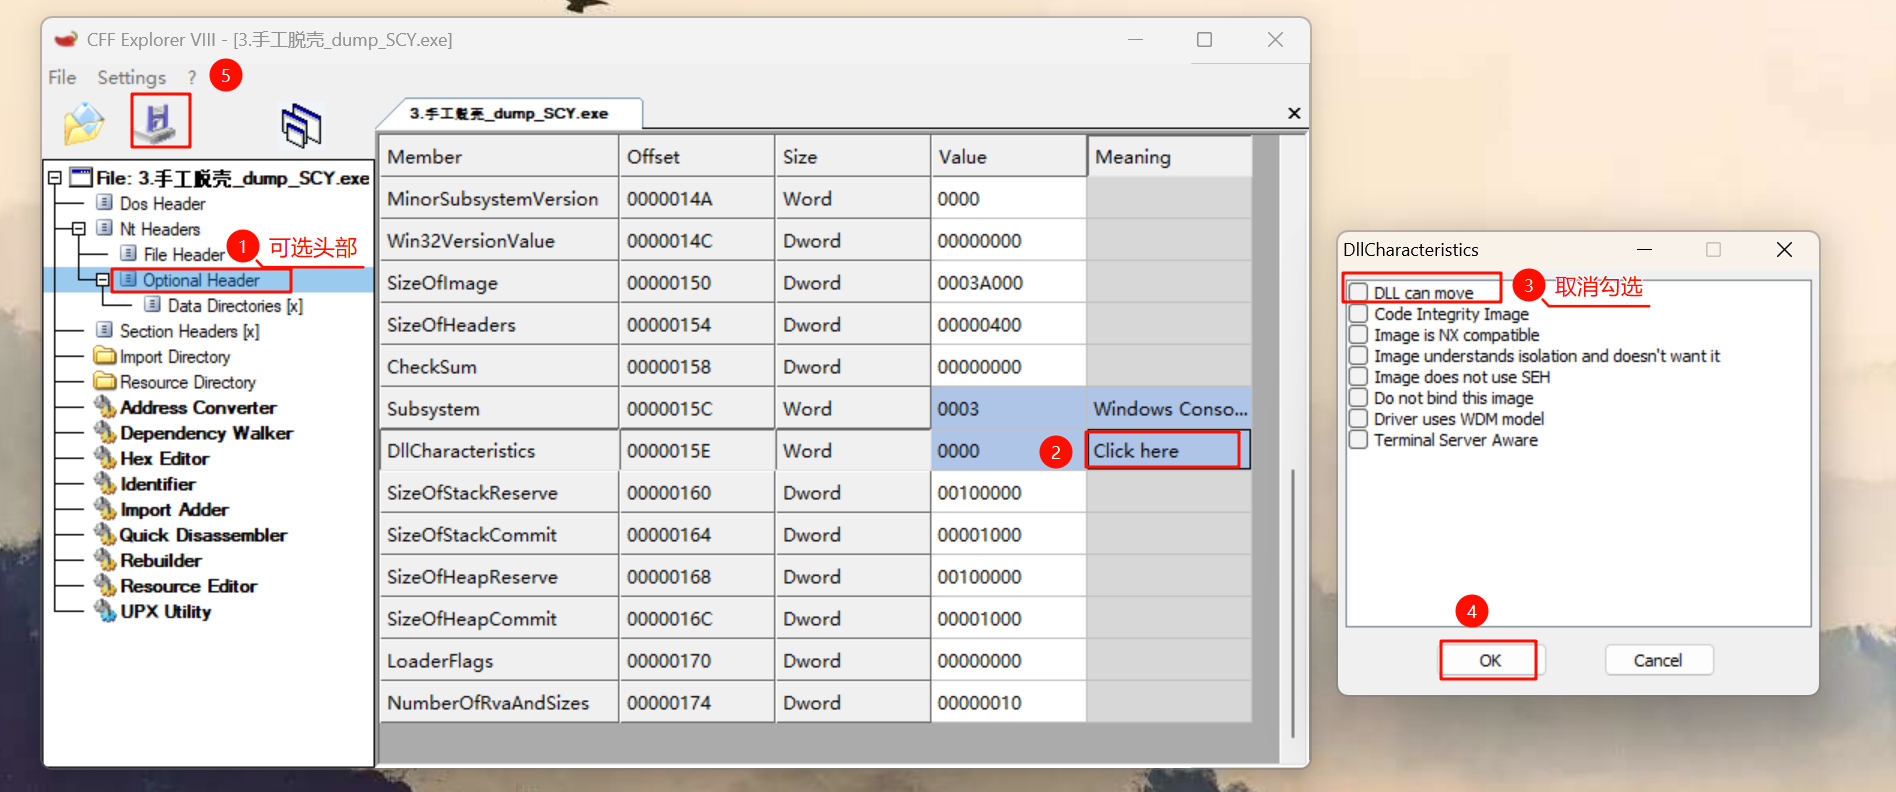 CFF Explorer VIII - [3.手工脱壳_dump_SCY.exe]
File Settings ? 5
3.手工脱壳_dump_SCY.exe
File: 3.手工脱壳_dump_SCY.exe
Dos Header
Nt Headers
File Header
1 可选头部
Optional Header
Data Directories [x]
Section Headers [x]
Import Directory
Resource Directory
Address Converter
Dependency Walker
Hex Editor
Identifier
Import Adder
Quick Disassembler
Rebuilder
Resource Editor
UPX Utility
Member Offset Size Value Meaning
MinorSubsystemVersion 0000014A Word 0000
Win32VersionValue 0000014C Dword 00000000
SizeOfImage 00000150 Dword 0003A000
SizeOfHeaders 00000154 Dword 00000400
CheckSum 00000158 Dword 00000000
Subsystem 0000015C Word 0003 Windows Conso...
DllCharacteristics 0000015E Word 0000 2 Click here
SizeOfStackReserve 00000160 Dword 00100000
SizeOfStackCommit 00000164 Dword 00001000
SizeOfHeapReserve 00000168 Dword 00100000
SizeOfHeapCommit 0000016C Dword 00001000
LoaderFlags 00000170 Dword 00000000
NumberOfRvaAndSizes 00000174 Dword 00000010
DllCharacteristics
DLL can move 3 取消勾选
Code Integrity Image
Image is NX compatible
Image understands isolation and doesn't want it
Image does not use SEH
Do not bind this image
Driver uses WDM model
Terminal Server Aware
4
OK Cancel